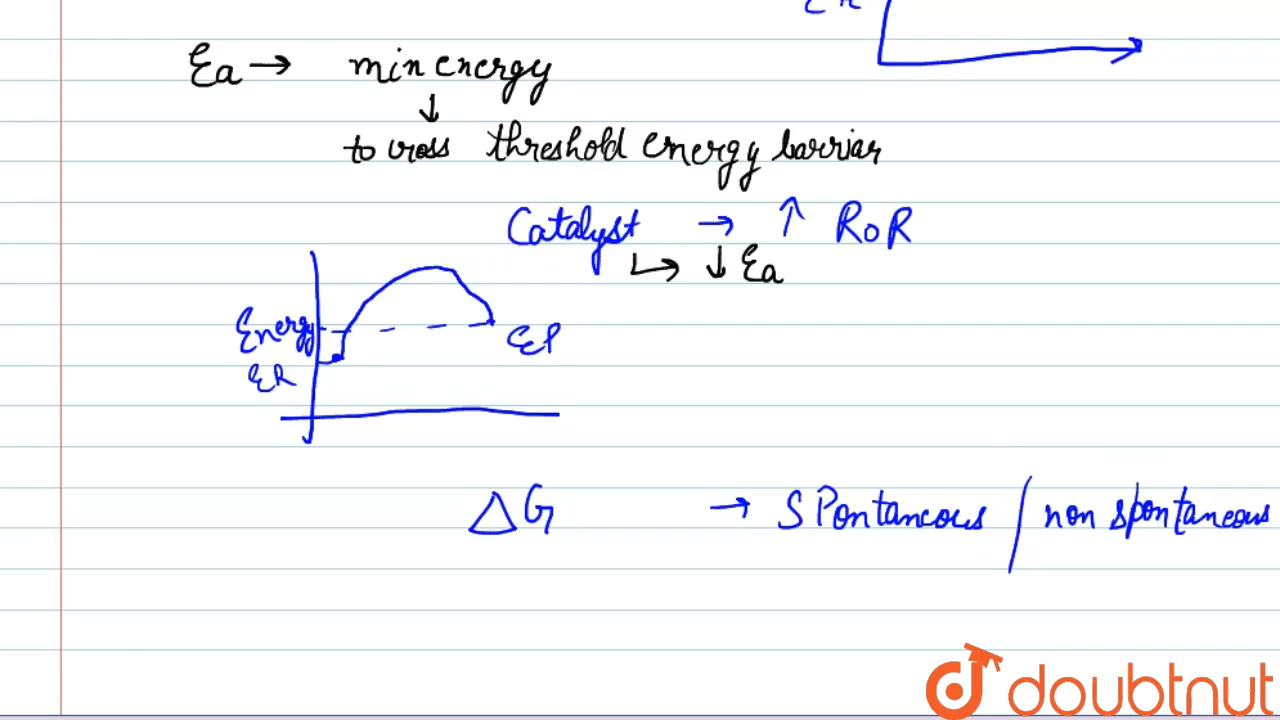 ER
Ea → min energy
↓
to cross threshold energy barrier
Catalyst → ↑ RoR
↳ ↓ Ea
Energy
EP
ER
ΔG → Spontaneous / non spontaneous
doubtnut